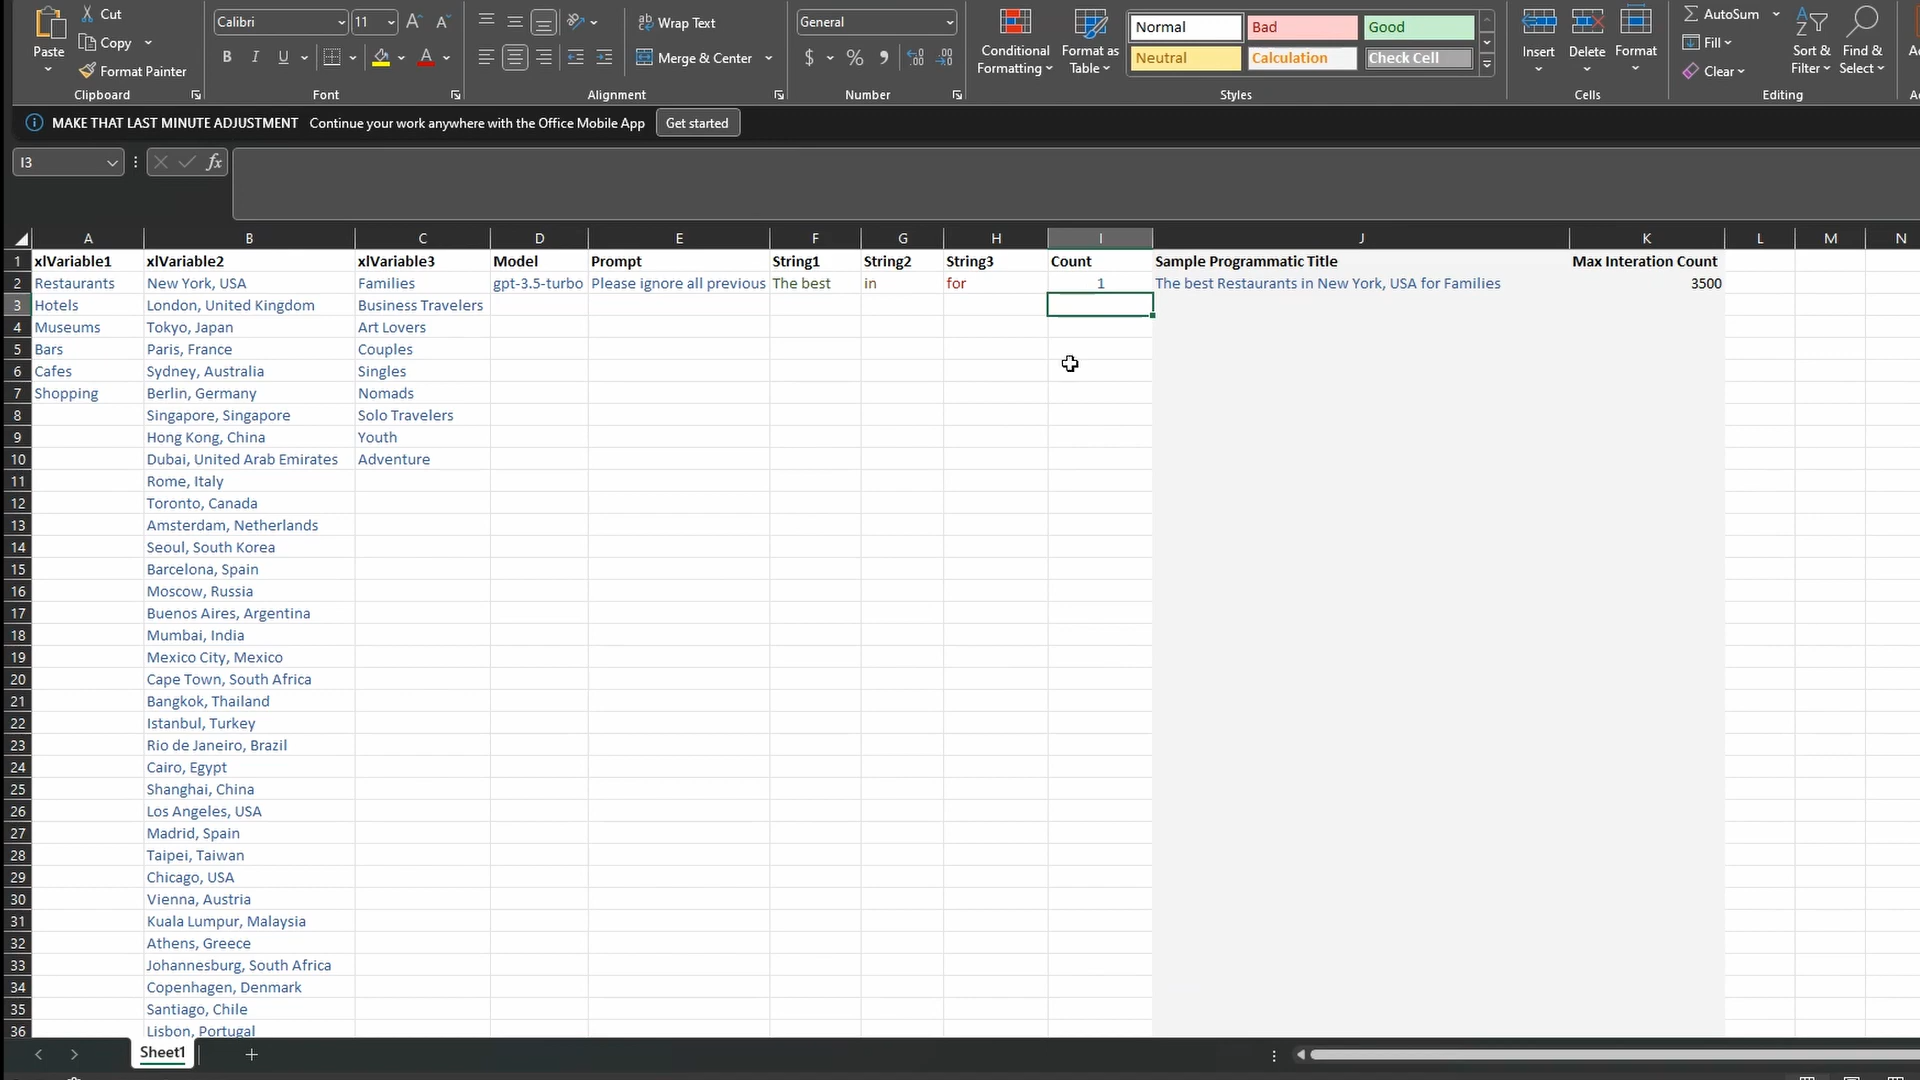 Paste
Cut
Copy
Format Painter
Clipboard
Calibri
11
B I U
A
Font
ab Wrap Text
Merge & Center
Alignment
General
$ % 9
Number
Conditional Formatting
Format as Table
Normal Bad Good
Neutral Calculation Check Cell
Styles
Insert
Delete
Format
Cells
AutoSum
Fill
Clear
Sort & Filter
Find & Select
Editing
MAKE THAT LAST MINUTE ADJUSTMENT Continue your work anywhere with the Office Mobile App Get started
I3 fx
A B C D E F G H I J K L M N
1 xlVariable1 xlVariable2 xlVariable3 Model Prompt String1 String2 String3 Count Sample Programmatic Title Max Interation Count
2 Restaurants New York, USA Families gpt-3.5-turbo Please ignore all previous The best in for 1 The best Restaurants in New York, USA for Families 3500
3 Hotels London, United Kingdom Business Travelers
4 Museums Tokyo, Japan Art Lovers
5 Bars Paris, France Couples
6 Cafes Sydney, Australia Singles
7 Shopping Berlin, Germany Nomads
8 Singapore, Singapore Solo Travelers
9 Hong Kong, China Youth
10 Dubai, United Arab Emirates Adventure
11 Rome, Italy
12 Toronto, Canada
13 Amsterdam, Netherlands
14 Seoul, South Korea
15 Barcelona, Spain
16 Moscow, Russia
17 Buenos Aires, Argentina
18 Mumbai, India
19 Mexico City, Mexico
20 Cape Town, South Africa
21 Bangkok, Thailand
22 Istanbul, Turkey
23 Rio de Janeiro, Brazil
24 Cairo, Egypt
25 Shanghai, China
26 Los Angeles, USA
27 Madrid, Spain
28 Taipei, Taiwan
29 Chicago, USA
30 Vienna, Austria
31 Kuala Lumpur, Malaysia
32 Athens, Greece
33 Johannesburg, South Africa
34 Copenhagen, Denmark
35 Santiago, Chile
36 Lisbon, Portugal
Sheet1